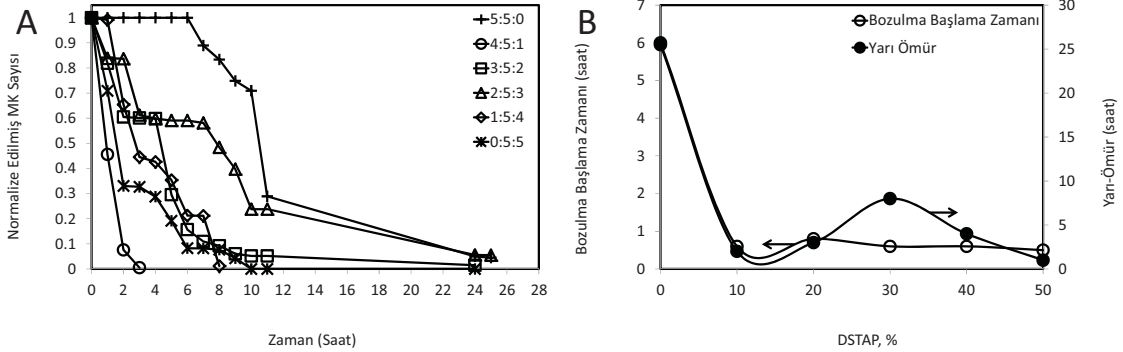 A
B
1
0.9
0.8
0.7
0.6
0.5
0.4
0.3
0.2
0.1
0
Normalize Edilmiş MK Sayısı
0 2 4 6 8 10 12 14 16 18 20 22 24 26 28
Zaman (Saat)
5:5:0
4:5:1
3:5:2
2:5:3
1:5:4
0:5:5
7
6
5
4
3
2
1
0
Bozulma Başlama Zamanı (saat)
Bozulma Başlama Zamanı
Yarı Ömür
30
25
20
15
10
5
0
Yarı-Ömür (saat)
0 10 20 30 40 50
DSTAP, %